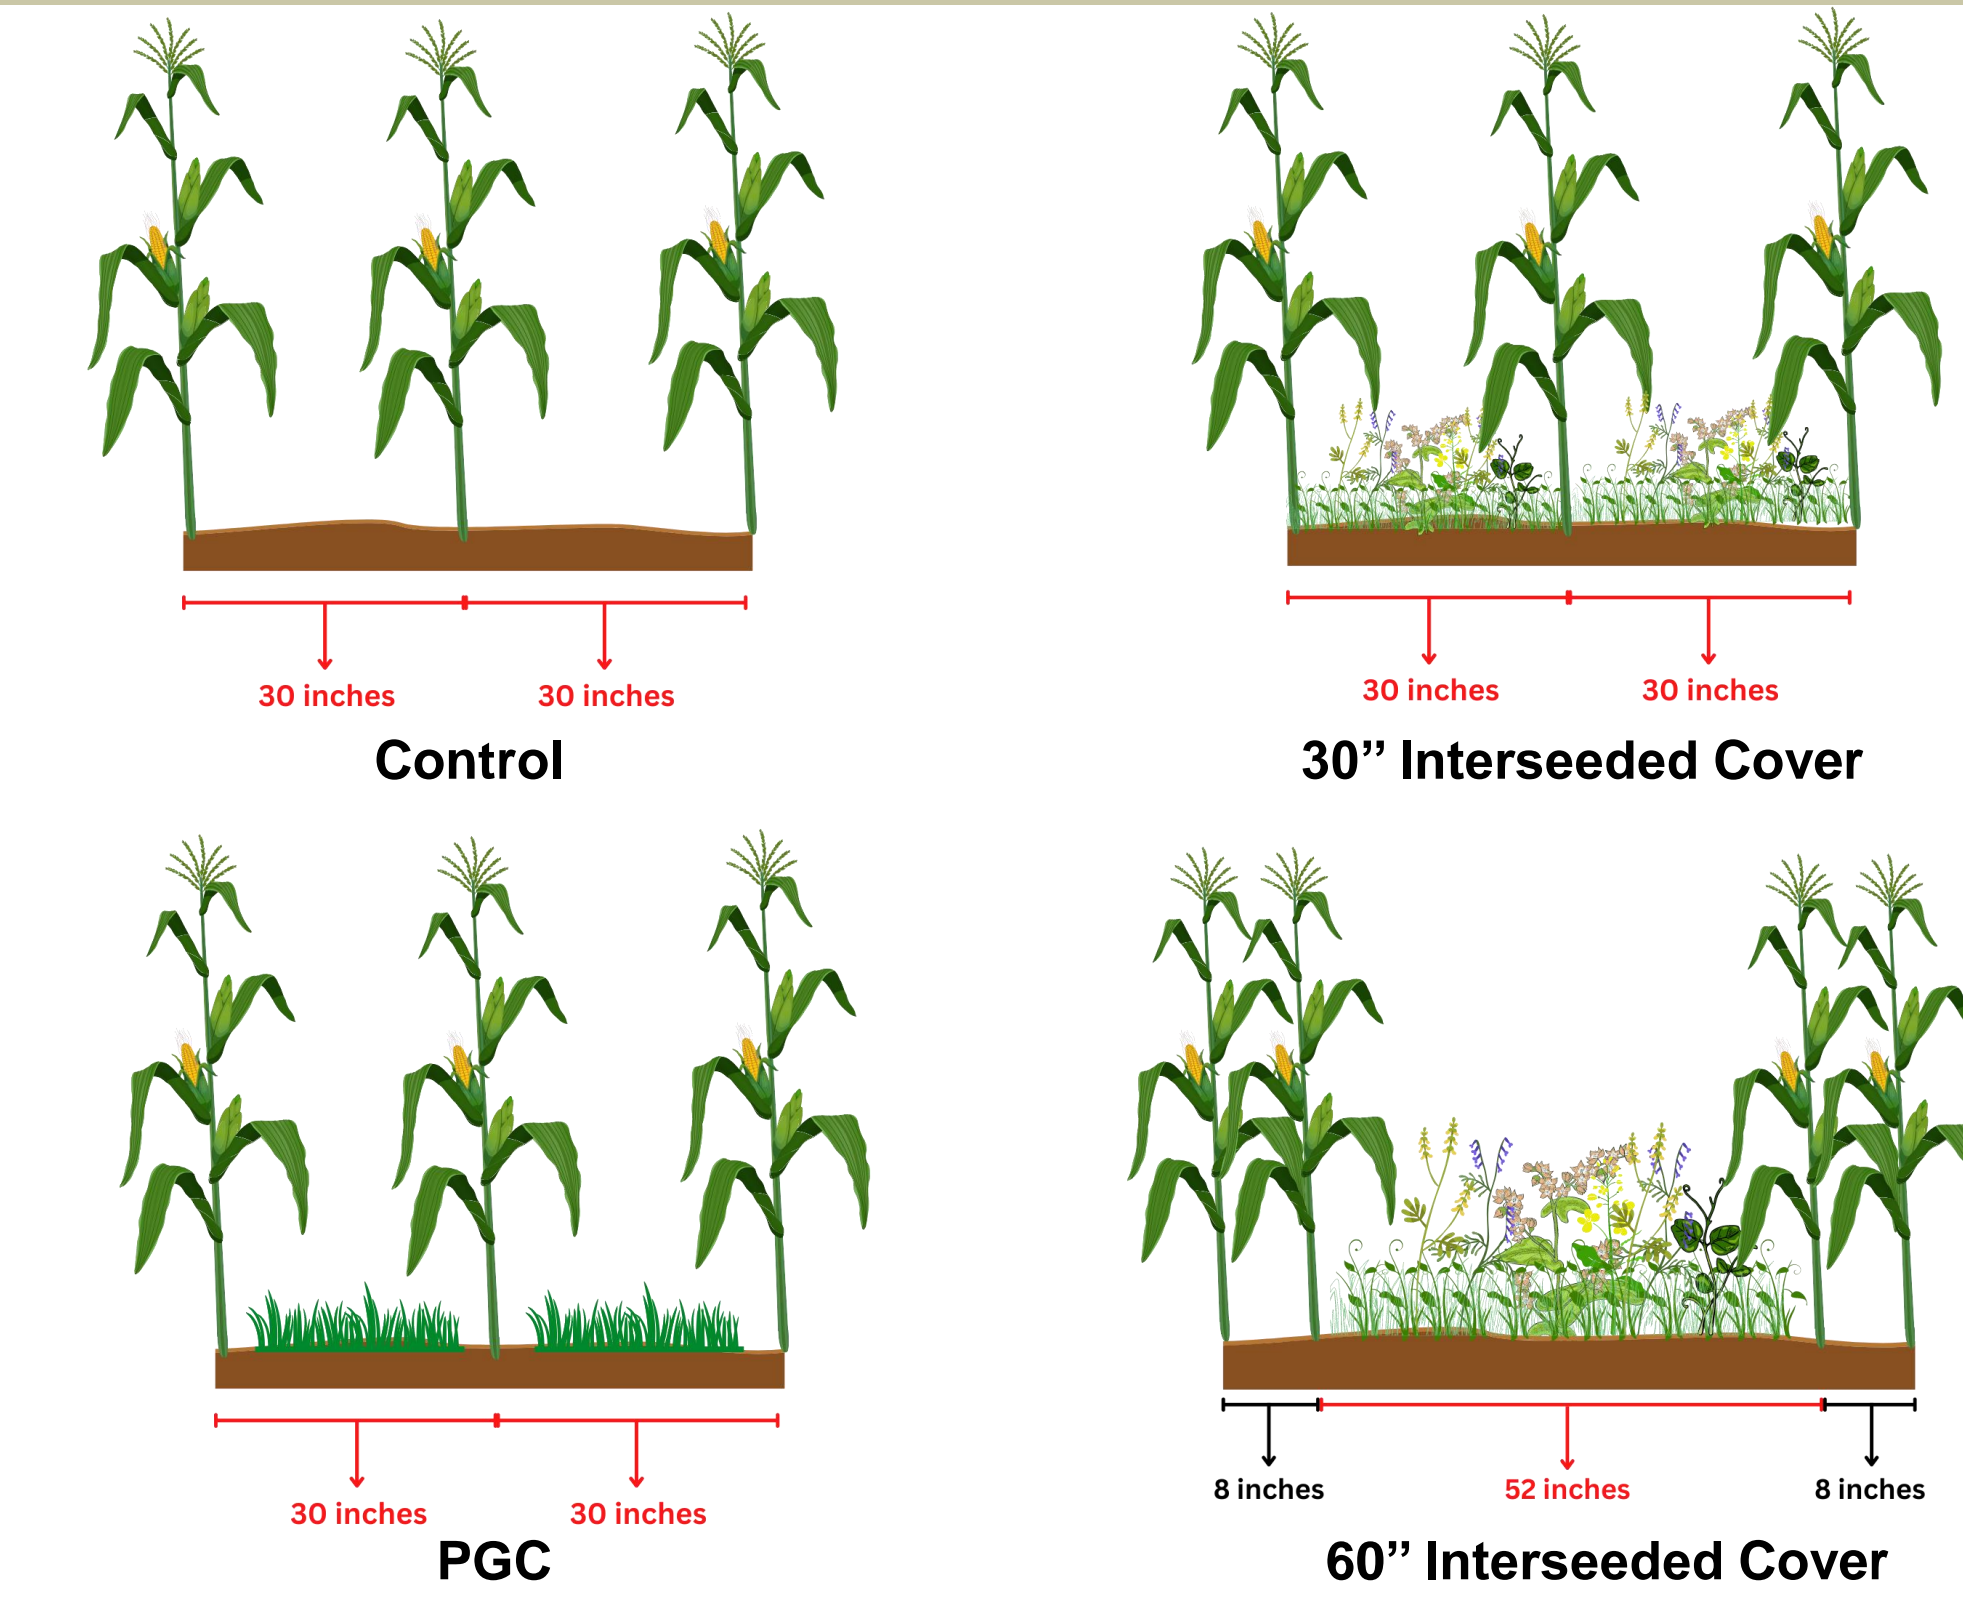 30 inches
30 inches
Control
30 inches
30 inches
30” Interseeded Cover
30 inches
30 inches
PGC
8 inches
52 inches
8 inches
60” Interseeded Cover